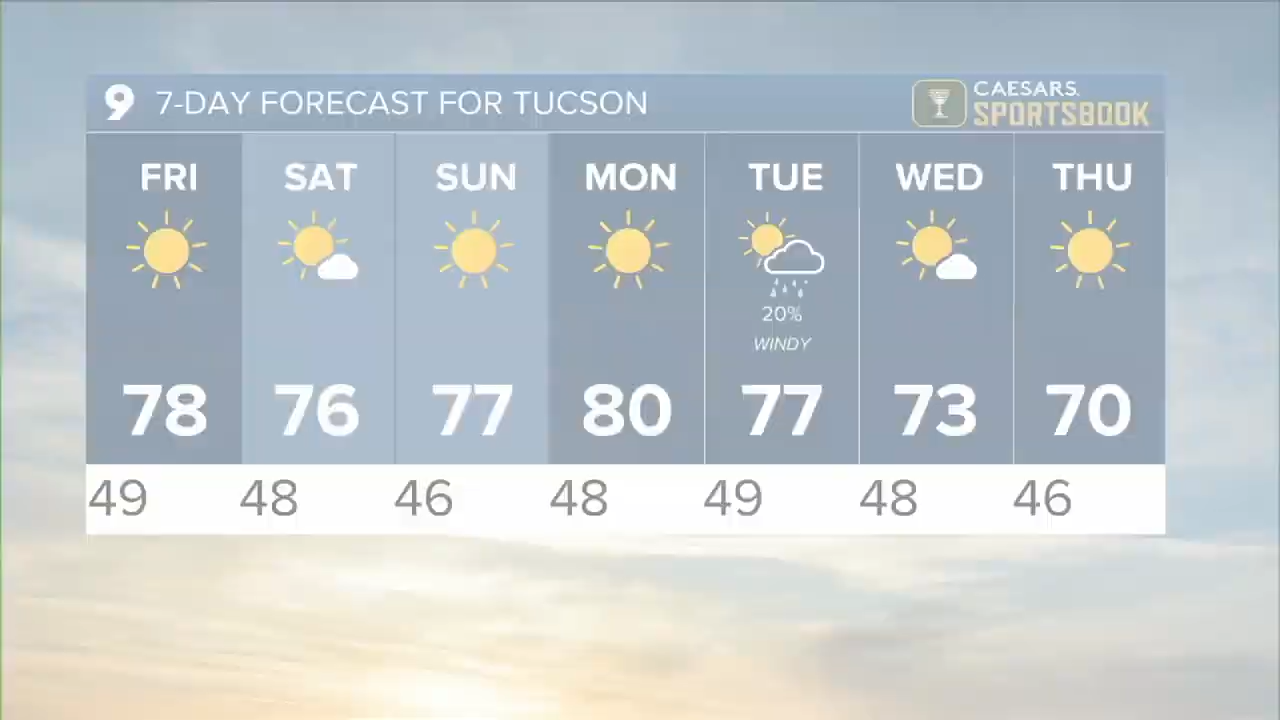 9 7-DAY FORECAST FOR TUCSON
CAESARS
SPORTSBOOK
FRI SAT SUN MON TUE WED THU
20%
WINDY
78 76 77 80 77 73 70
49 48 46 48 49 48 46